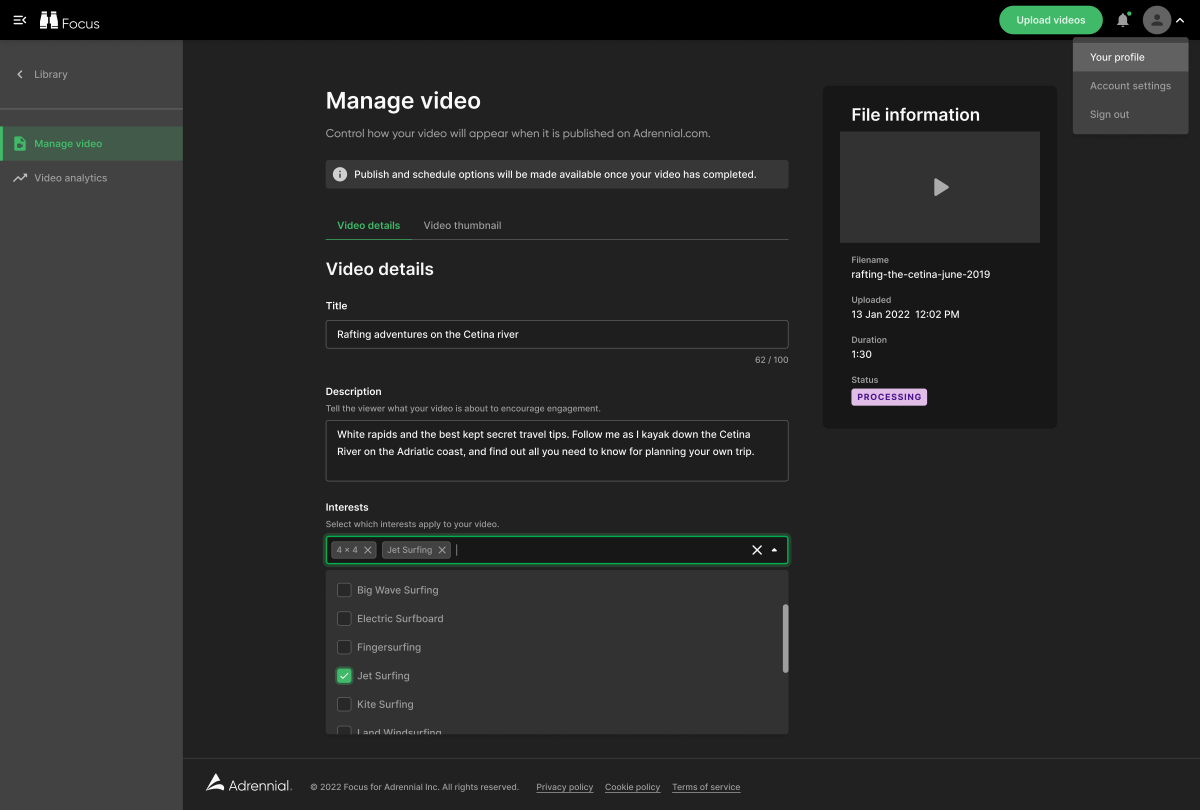 Focus
Upload videos
Your profile
Account settings
Sign out
Library
Manage video
Video analytics
Manage video
Control how your video will appear when it is published on Adrennial.com.
Publish and schedule options will be made available once your video has completed.
Video details
Video thumbnail
Video details
Title
Rafting adventures on the Cetina river
62 / 100
Description
Tell the viewer what your video is about to encourage engagement.
White rapids and the best kept secret travel tips. Follow me as I kayak down the Cetina
River on the Adriatic coast, and find out all you need to know for planning your own trip.
Interests
Select which interests apply to your video.
4 × 4
Jet Surfing
Big Wave Surfing
Electric Surfboard
Fingersurfing
Jet Surfing
Kite Surfing
Land Windsurfing
File information
Filename
rafting-the-cetina-june-2019
Uploaded
13 Jan 2022 12:02 PM
Duration
1:30
Status
PROCESSING
Adrennial.
© 2022 Focus for Adrennial Inc. All rights reserved.
Privacy policy
Cookie policy
Terms of service